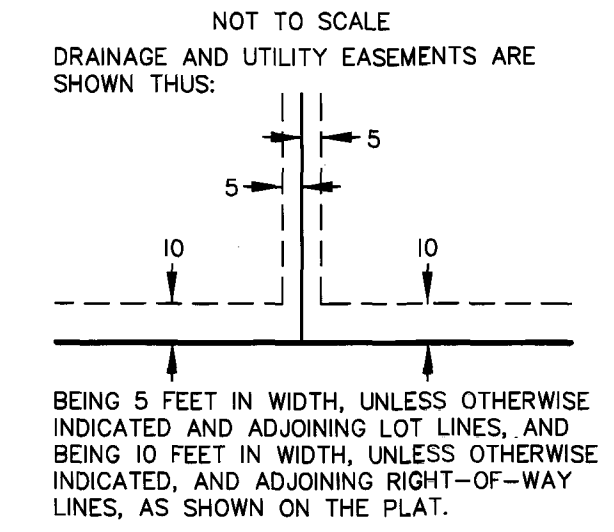 NOT TO SCALE
DRAINAGE AND UTILITY EASEMENTS ARE
SHOWN THUS:
5
5
10
10
BEING 5 FEET IN WIDTH, UNLESS OTHERWISE
INDICATED AND ADJOINING LOT LINES, AND
BEING 10 FEET IN WIDTH, UNLESS OTHERWISE
INDICATED, AND ADJOINING RIGHT-OF-WAY
LINES, AS SHOWN ON THE PLAT.